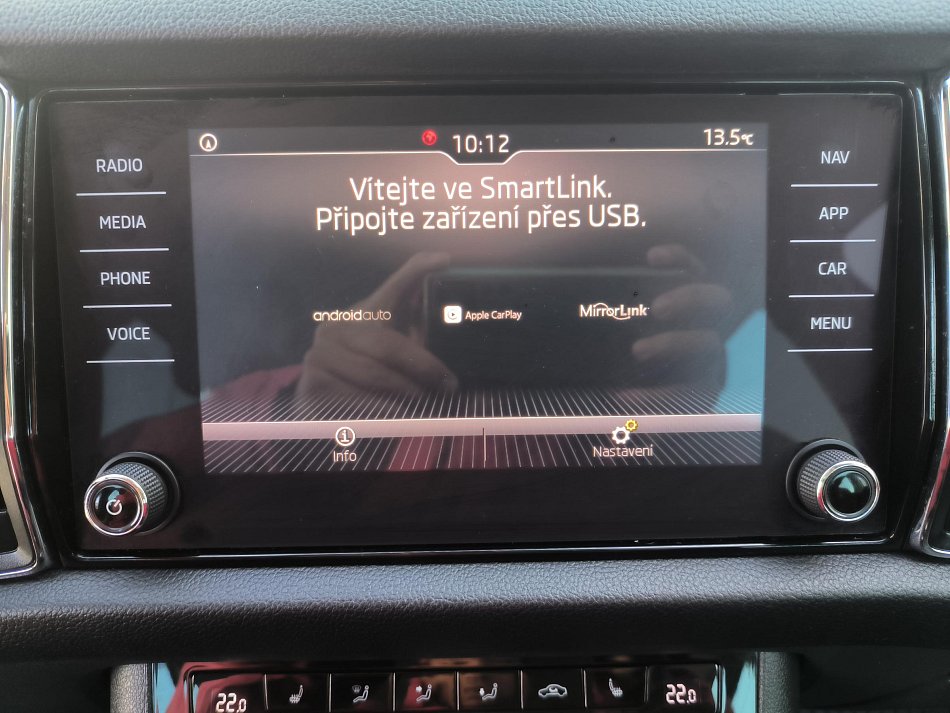 RADIO
MEDIA
PHONE
VOICE
10:12
13.5°C
Vítejte ve SmartLink.
Připojte zařízení přes USB.
androidauto
Apple CarPlay
MirrorLink
Info
Nastavení
NAV
APP
CAR
MENU
22.0
22.0